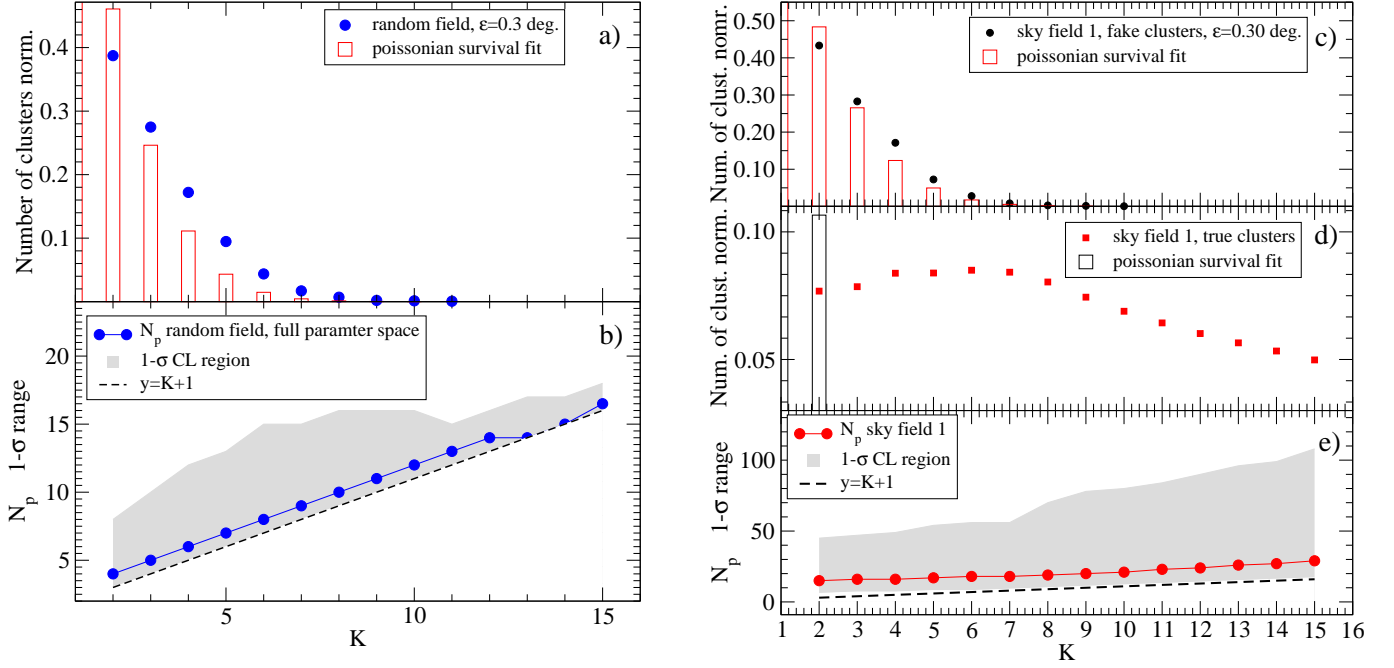 a)
random field, ε=0.3 deg.
poissonian survival fit
Number of clusters norm.
0.4
0.3
0.2
0.1
b)
N_p random field, full paramter space
1-σ CL region
y=K+1
N_p 1-σ range
20
15
10
5
5
10
15
K
c)
sky field 1, fake clusters, ε=0.30 deg.
poissonian survival fit
Num. of clust. nomr.
0.50
0.40
0.30
0.20
0.10
d)
sky field 1, true clusters
poissonian survival fit
Num. of clust. norm.
0.10
0.05
e)
N_p sky field 1
1-σ CL region
y=K+1
N_p 1-σ range
100
50
0
1 2 3 4 5 6 7 8 9 10 11 12 13 14 15 16
K